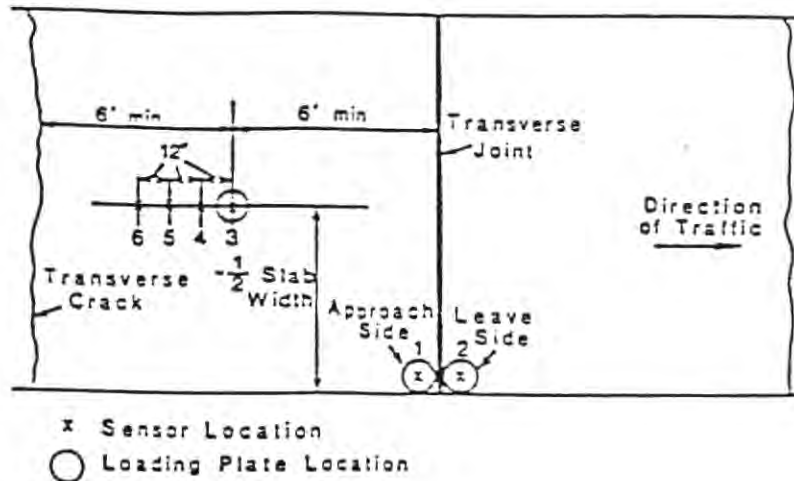 6' min
6' min
12"
Transverse
Joint
Direction
of Traffic
6 5 4 3
~1/2 Slab
Width
Transverse
Crack
Approach
Side
Leave
Side
1 2
x Sensor Location
Loading Plate Location